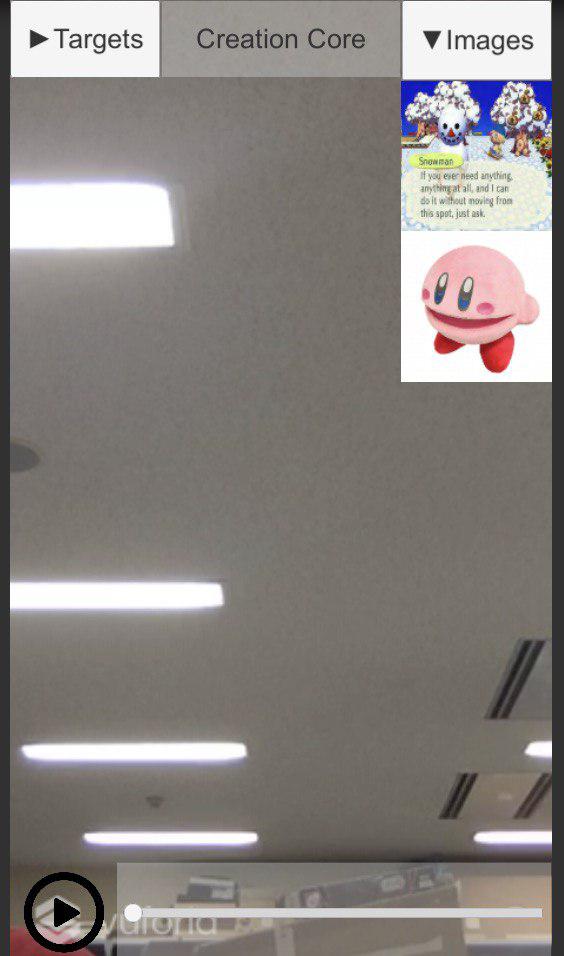 ▶Targets
Creation Core
▼Images
Snowman
If you ever need anything,
anything at all, and I can
do it without moving from
this spot, just ask.
vuforia